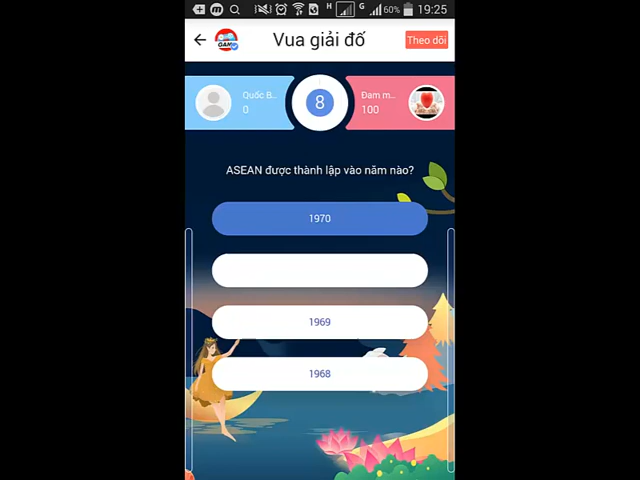 H
G
60%
19:25
Vua giải đố
Theo dõi
GAM
Quốc B...
0
8
Đam m...
100
ASEAN được thành lập vào năm nào?
1970
1969
1968